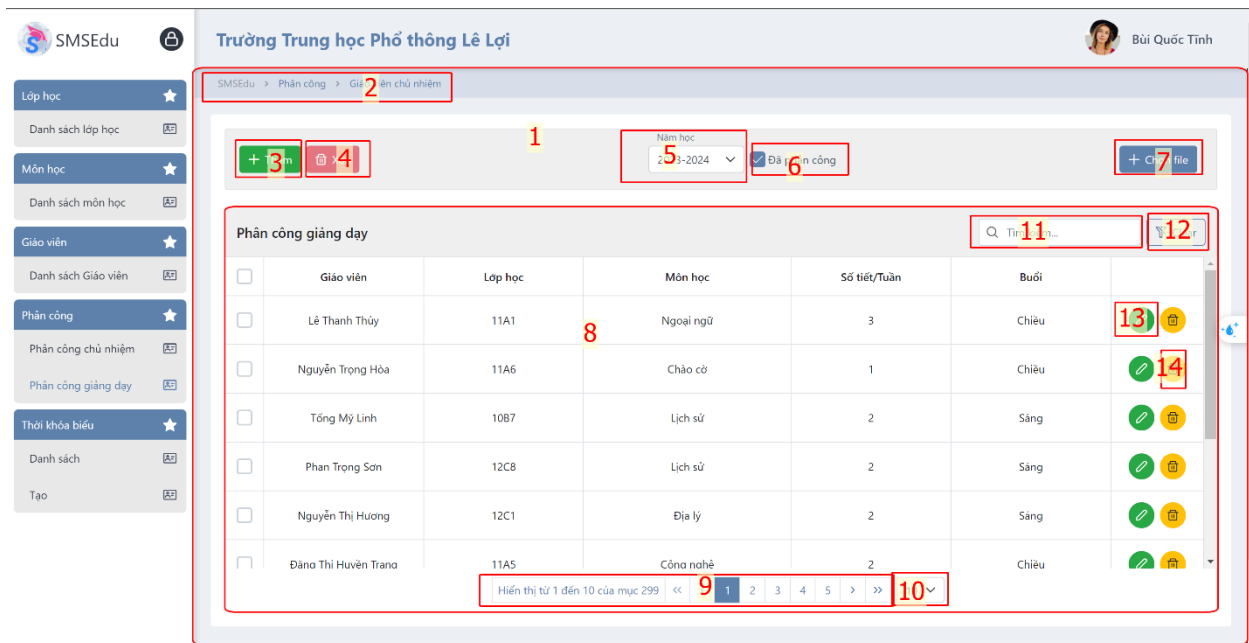 SMSEdu
Trường Trung học Phổ thông Lê Lợi
Bùi Quốc Tĩnh
SMSEdu > Phân công > chủ nhiệm
2
Lớp học
Danh sách lớp học
Môn học
Danh sách môn học
Giáo viên
Danh sách Giáo viên
Phân công
Phân công chủ nhiệm
Phân công giảng dạy
Thời khóa biểu
Danh sách
Tạo
1
3
4
Năm học
5
Đã công
6
+ file
7
Phân công giảng dạy
11
12
Giáo viên Lớp học Môn học Số tiết/Tuần Buổi
Lê Thanh Thủy 11A1 Ngoại ngữ 3 Chiều
13
8
Nguyễn Trọng Hòa 11A6 Chào cờ 1 Chiều
14
Tống Mỹ Linh 10B7 Lịch sử 2 Sáng
Phan Trọng Sơn 12C8 Lịch sử 2 Sáng
Nguyễn Thị Hương 12C1 Địa lý 2 Sáng
Đặng Thị Huyền Trang 11A5 Công nghệ 2 Chiều
Hiển thị từ 1 đến 10 của mục 299 << 9 1 2 3 4 5 > >> 10